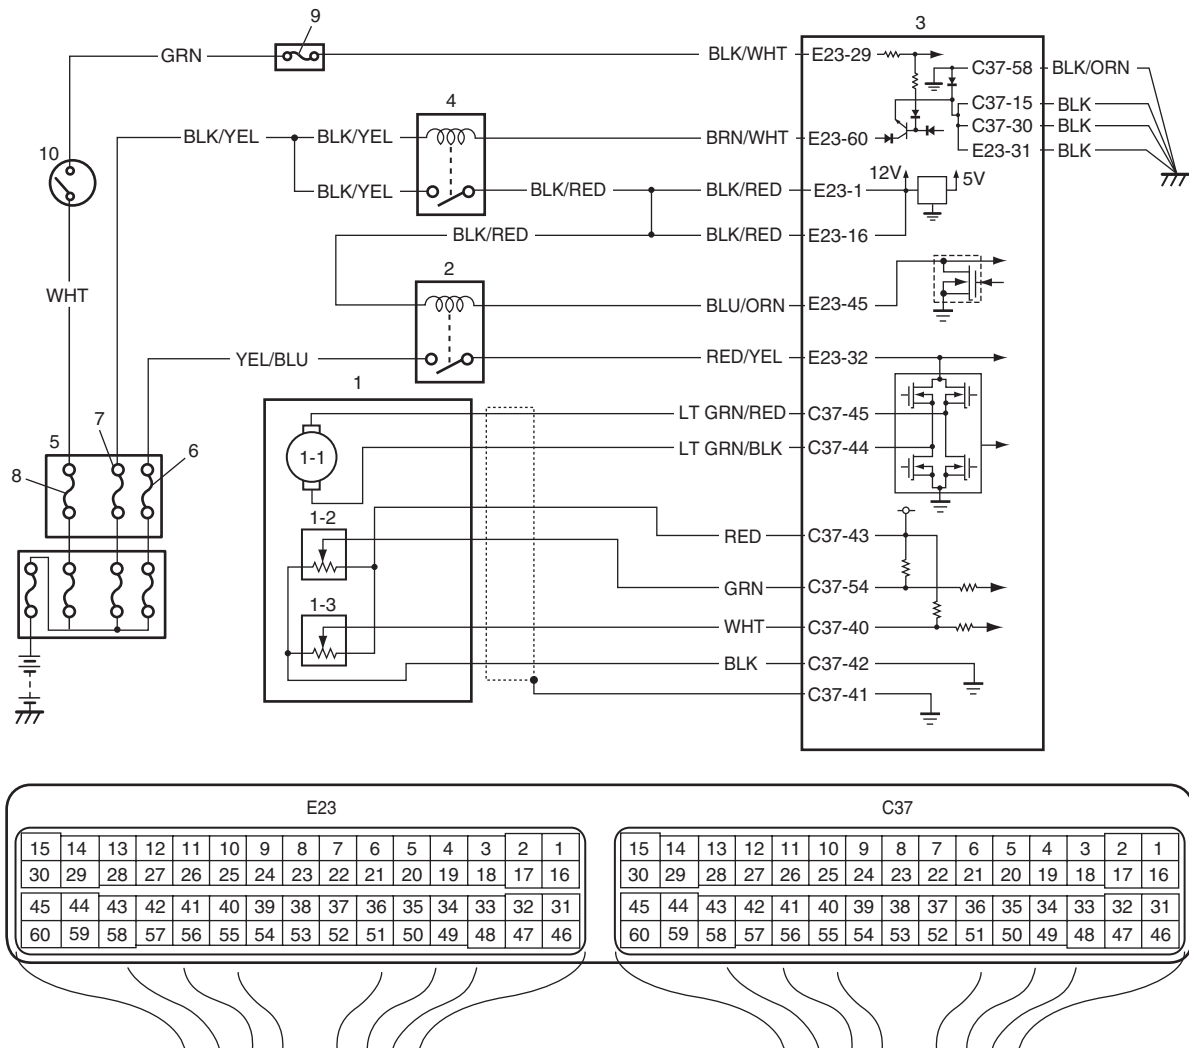 9
3
GRN
BLK/WHT
E23-29
C37-58
BLK/ORN
4
C37-15
BLK
BLK/YEL
BLK/YEL
BRN/WHT
E23-60
C37-30
BLK
10
E23-31
BLK
12V
5V
BLK/YEL
BLK/RED
BLK/RED
E23-1
BLK/RED
BLK/RED
E23-16
2
WHT
BLU/ORN
E23-45
YEL/BLU
RED/YEL
E23-32
1
LT GRN/RED
C37-45
7
5
6
1-1
LT GRN/BLK
C37-44
8
1-2
RED
C37-43
GRN
C37-54
1-3
WHT
C37-40
BLK
C37-42
C37-41
E23
C37
15 14 13 12 11 10 9 8 7 6 5 4 3 2 1
30 29 28 27 26 25 24 23 22 21 20 19 18 17 16
45 44 43 42 41 40 39 38 37 36 35 34 33 32 31
60 59 58 57 56 55 54 53 52 51 50 49 48 47 46
15 14 13 12 11 10 9 8 7 6 5 4 3 2 1
30 29 28 27 26 25 24 23 22 21 20 19 18 17 16
45 44 43 42 41 40 39 38 37 36 35 34 33 32 31
60 59 58 57 56 55 54 53 52 51 50 49 48 47 46